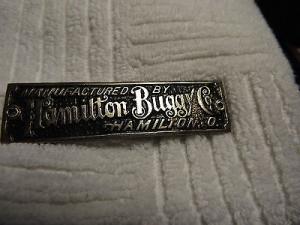 MANUFACTURED BY
Hamilton Buggy Co.
HAMILTON, O.